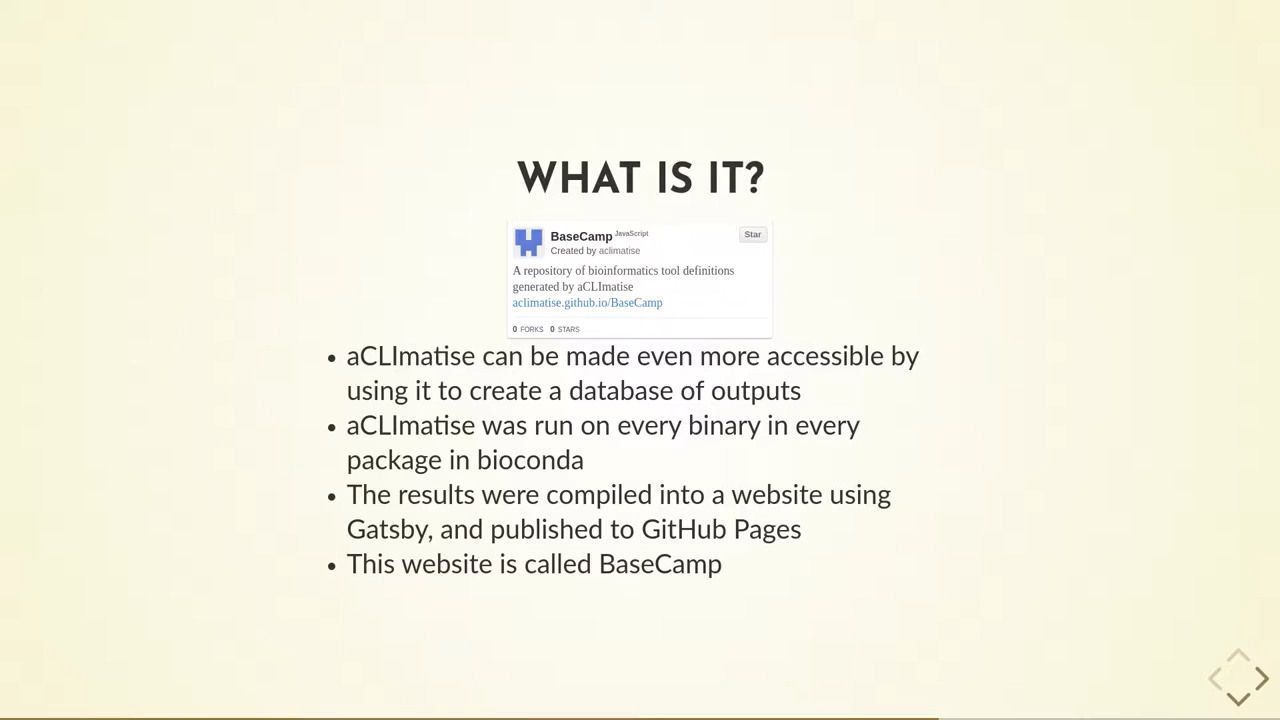 WHAT IS IT?
BaseCamp JavaScript
Star
Created by aclimatise
A repository of bioinformatics tool definitions
generated by aCLImatise
aclimatise.github.io/BaseCamp
0 FORKS 0 STARS
• aCLImatise can be made even more accessible by
using it to create a database of outputs
• aCLImatise was run on every binary in every
package in bioconda
• The results were compiled into a website using
Gatsby, and published to GitHub Pages
• This website is called BaseCamp